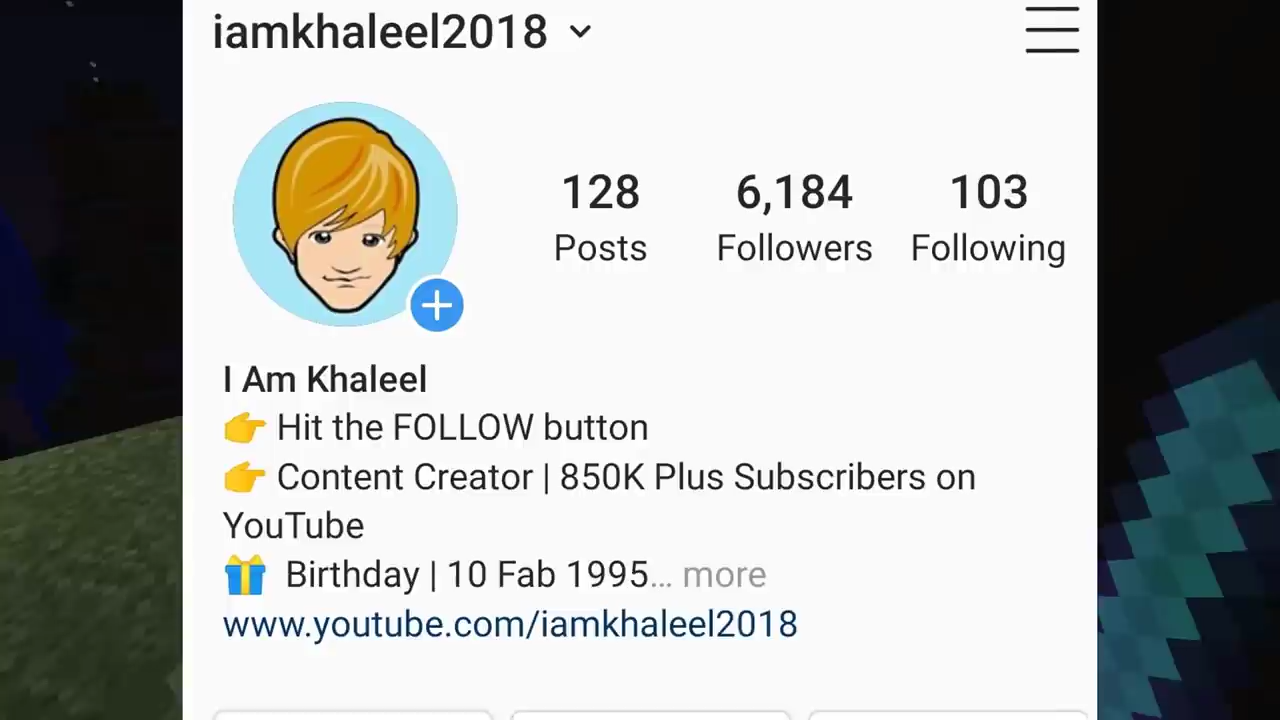 iamkhaleel2018
128 6,184 103
Posts Followers Following
I Am Khaleel
👉 Hit the FOLLOW button
👉 Content Creator | 850K Plus Subscribers on
YouTube
🎁 Birthday | 10 Fab 1995... more
www.youtube.com/iamkhaleel2018